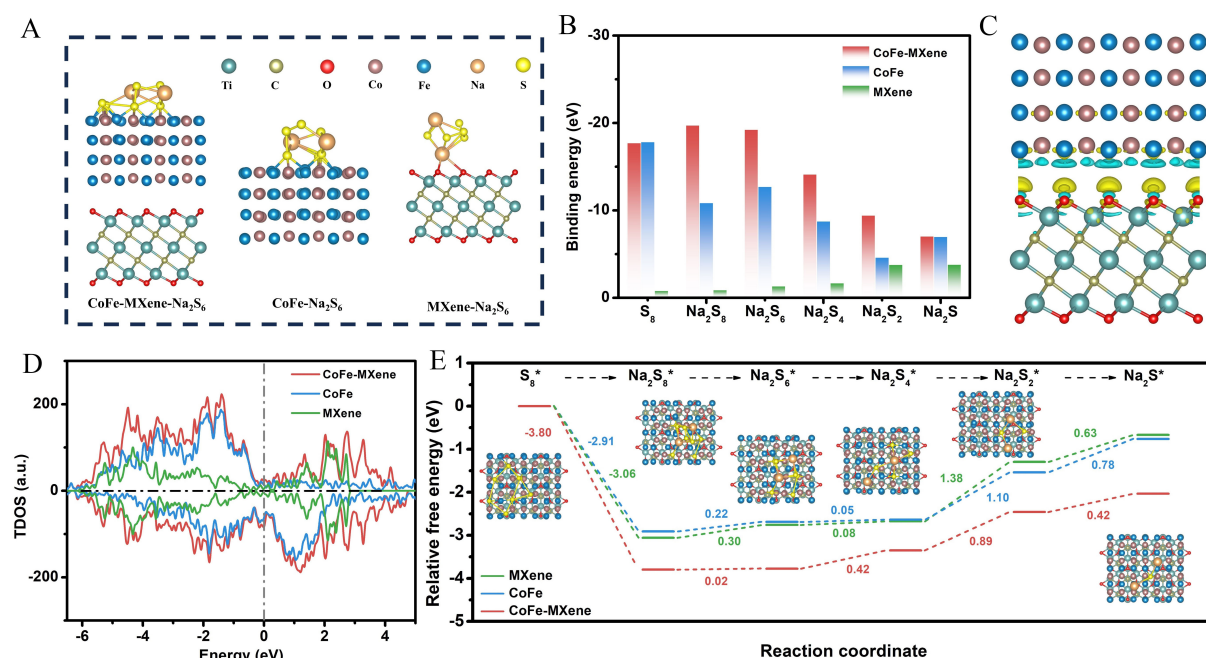 A
Ti C O Co Fe Na S
CoFe-MXene-Na₂S₆
CoFe-Na₂S₆
MXene-Na₂S₆
B
Binding energy (eV)
-30
-20
-10
0
CoFe-MXene
CoFe
MXene
S₈ Na₂S₈ Na₂S₆ Na₂S₄ Na₂S₂ Na₂S
C
D
TDOS (a.u.)
200
0
-200
CoFe-MXene
CoFe
MXene
-6 -4 -2 0 2 4
Energy (eV)
E
Relative free energy (eV)
1
0
-1
-2
-3
-4
-5
S₈* Na₂S₈* Na₂S₆* Na₂S₄* Na₂S₂* Na₂S*
-3.80
-2.91
-3.06
0.22
0.30
0.02
0.05
0.08
0.42
1.38
1.10
0.89
0.63
0.78
0.42
MXene
CoFe
CoFe-MXene
Reaction coordinate